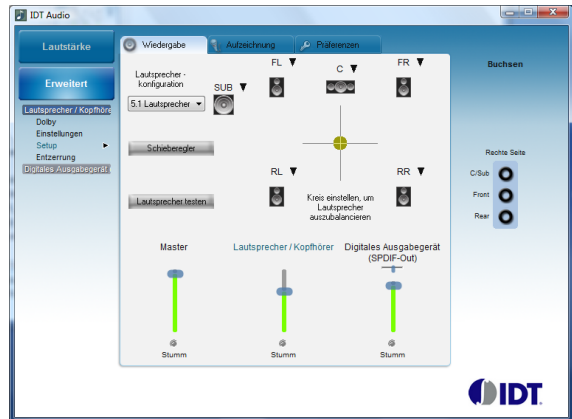 IDT Audio
Lautstärke
Erweitert
Lautsprecher / Kopfhöre
Dolby
Einstellungen
Setup
Entzerrung
Digitales Ausgabegerät
Wiedergabe
Aufzeichnung
Präferenzen
Lautsprecher -
konfiguration
5.1 Lautsprecher
SUB
FL
C
FR
Schieberegler
Lautsprecher testen
RL
RR
Kreis einstellen, um
Lautsprecher
auszubalancieren
Master
Lautsprecher / Kopfhörer
Digitales Ausgabegerät
(SPDIF-Out)
Stumm
Stumm
Stumm
Buchsen
Rechte Seite
C/Sub
Front
Rear
IDT